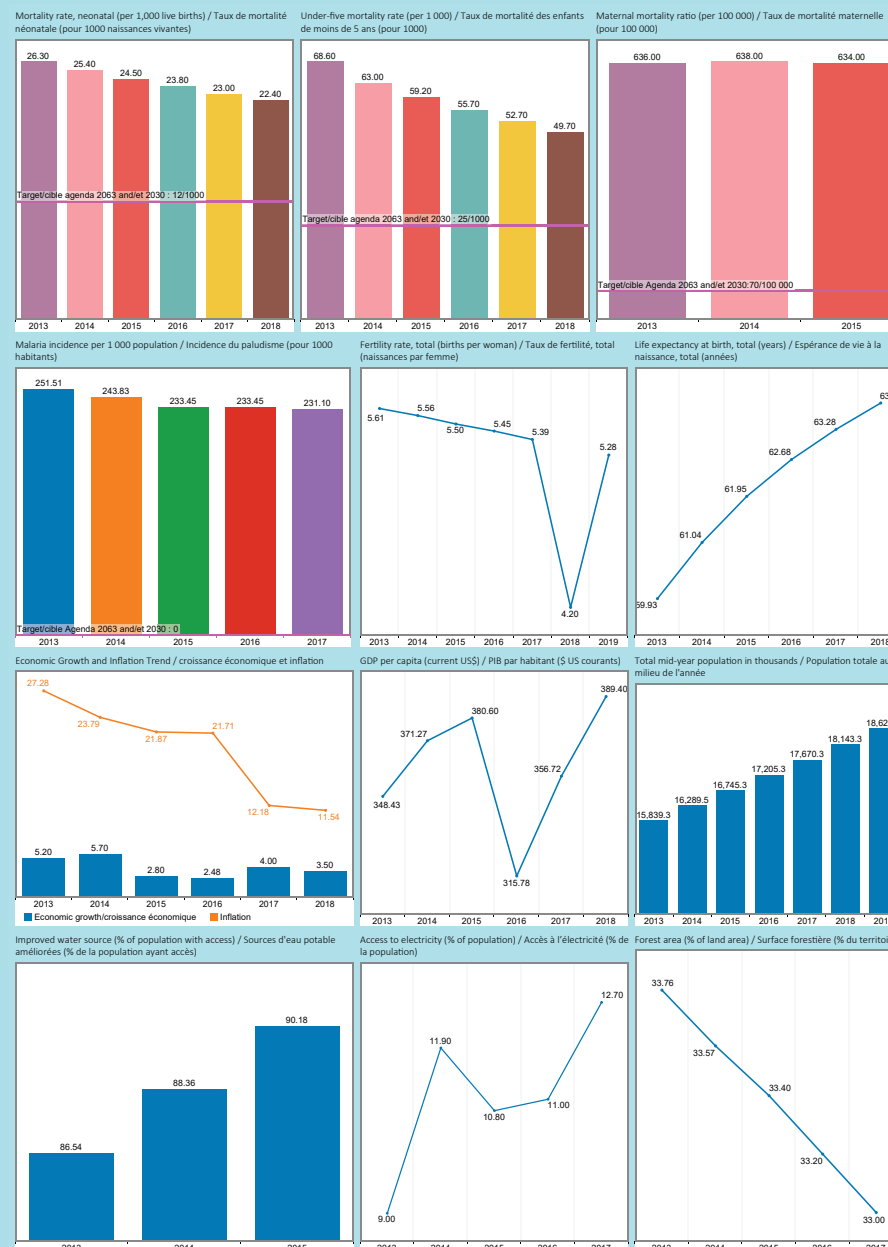 Mortality rate, neonatal (per 1,000 live births) / Taux de mortalité
néonatale (pour 1000 naissances vivantes)
26.30
25.40
24.50
23.80
23.00
22.40
Target/cible agenda 2063 and/et 2030 : 12/1000
2013 2014 2015 2016 2017 2018
Under-five mortality rate (per 1 000) / Taux de mortalité des enfants
de moins de 5 ans (pour 1000)
68.60
63.00
59.20
55.70
52.70
49.70
Target/cible agenda 2063 and/et 2030 : 25/1000
2013 2014 2015 2016 2017 2018
Maternal mortality ratio (per 100 000) / Taux de mortalité maternelle
(pour 100 000)
636.00 638.00 634.00
Target/cible Agenda 2063 and/et 2030:70/100 000
2013 2014 2015
Malaria incidence per 1 000 population / Incidence du paludisme (pour 1000
habitants)
251.51
243.83
233.45 233.45 231.10
Target/cible Agenda 2063 and/et 2030 : 0
2013 2014 2015 2016 2017
Fertility rate, total (births per woman) / Taux de fertilité, total
(naissances par femme)
5.61
5.56
5.50
5.45
5.39
4.20
5.28
2013 2014 2015 2016 2017 2018 2019
Life expectancy at birth, total (years) / Espérance de vie à la
naissance, total (années)
59.93
61.04
61.95
62.68
63.28
63
2013 2014 2015 2016 2017 2018
Economic Growth and Inflation Trend / croissance économique et inflation
27.28
23.79
21.87
21.71
12.18
11.54
5.20
5.70
2.80
2.48
4.00
3.50
2013 2014 2015 2016 2017 2018
Economic growth/croissance économique Inflation
GDP per capita (current US$) / PIB par habitant ($ US courants)
348.43
371.27
380.60
315.78
356.72
389.40
2013 2014 2015 2016 2017 2018
Total mid-year population in thousands / Population totale au
milieu de l'année
15,839.3
16,289.5
16,745.3
17,205.3
17,670.3
18,143.3
18,62
2013 2014 2015 2016 2017 2018 201
Improved water source (% of population with access) / Sources d'eau potable
améliorées (% de la population ayant accès)
86.54
88.36
90.18
2013 2014 2015
Access to electricity (% of population) / Accès à l'électricité (% de
la population)
9.00
11.90
10.80
11.00
12.70
2013 2014 2015 2016 2017
Forest area (% of land area) / Surface forestière (% du territoi
33.76
33.57
33.40
33.20
33.00
2013 2014 2015 2016 2017